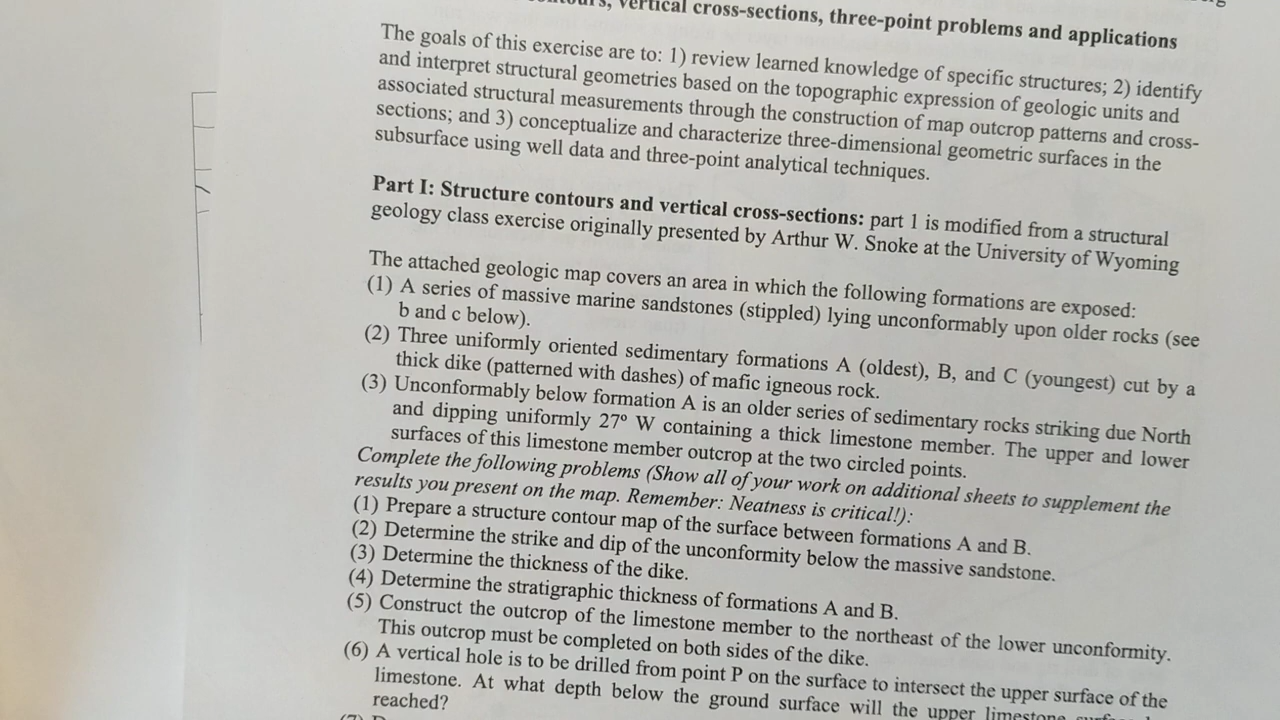 vertical cross-sections, three-point problems and applications
The goals of this exercise are to: 1) review learned knowledge of specific structures; 2) identify
and interpret structural geometries based on the topographic expression of geologic units and
associated structural measurements through the construction of map outcrop patterns and cross-
sections; and 3) conceptualize and characterize three-dimensional geometric surfaces in the
subsurface using well data and three-point analytical techniques.
Part I: Structure contours and vertical cross-sections: part 1 is modified from a structural
geology class exercise originally presented by Arthur W. Snoke at the University of Wyoming
The attached geologic map covers an area in which the following formations are exposed:
(1) A series of massive marine sandstones (stippled) lying unconformably upon older rocks (see
b and c below).
(2) Three uniformly oriented sedimentary formations A (oldest), B, and C (youngest) cut by a
thick dike (patterned with dashes) of mafic igneous rock.
(3) Unconformably below formation A is an older series of sedimentary rocks striking due North
and dipping uniformly 27º W containing a thick limestone member. The upper and lower
surfaces of this limestone member outcrop at the two circled points.
Complete the following problems (Show all of your work on additional sheets to supplement the
results you present on the map. Remember: Neatness is critical!):
(1) Prepare a structure contour map of the surface between formations A and B.
(2) Determine the strike and dip of the unconformity below the massive sandstone.
(3) Determine the thickness of the dike.
(4) Determine the stratigraphic thickness of formations A and B.
(5) Construct the outcrop of the limestone member to the northeast of the lower unconformity.
This outcrop must be completed on both sides of the dike.
(6) A vertical hole is to be drilled from point P on the surface to intersect the upper surface of the
limestone. At what depth below the ground surface will the upper limestone
reached?